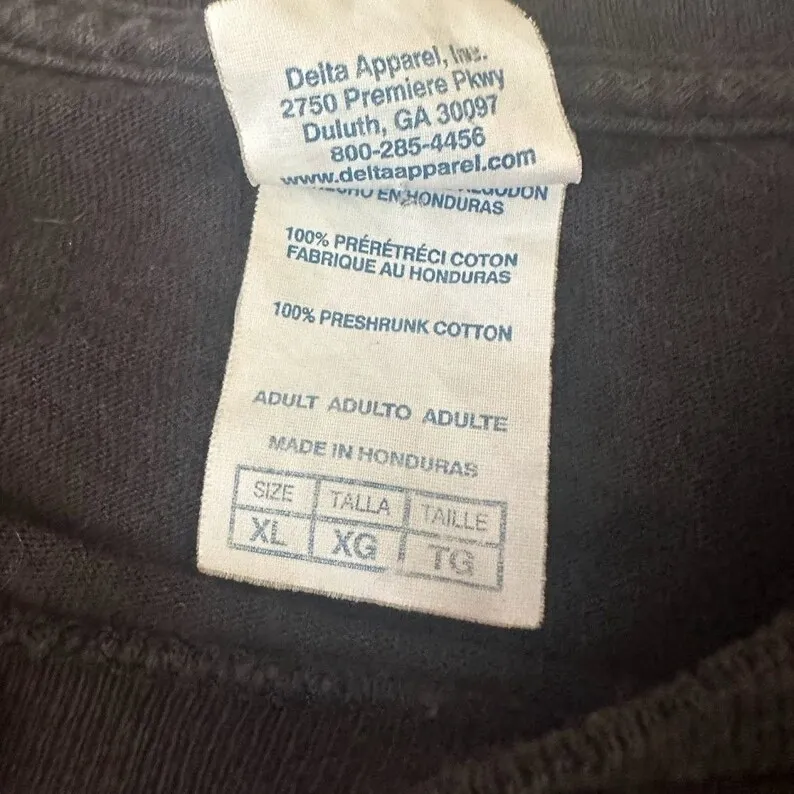 Delta Apparel, Inc.
2750 Premiere Pkwy
Duluth, GA 30097
800-285-4456
www.deltaapparel.com
EN HONDURAS
100% PRÉRÉTRÉCI COTON
FABRIQUE AU HONDURAS
100% PRESHRUNK COTTON
ADULT ADULTO ADULTE
MADE IN HONDURAS
SIZE TALLA TAILLE
XL XG TG